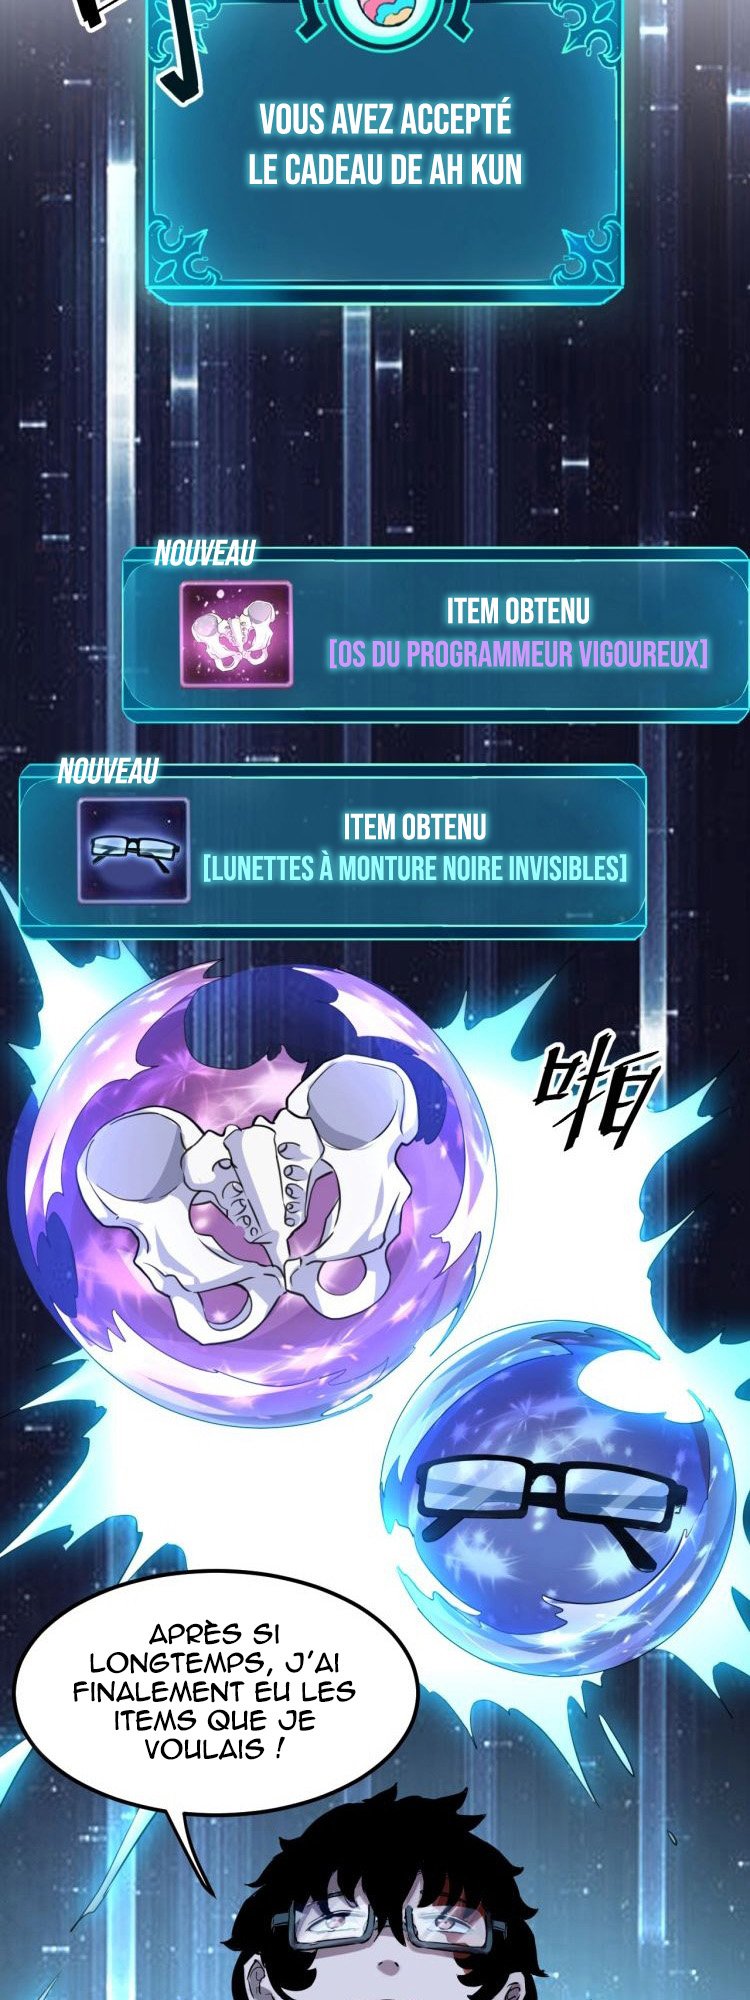 VOUS AVEZ ACCEPTÉ
LE CADEAU DE AH KUN
NOUVEAU
ITEM OBTENU
[OS DU PROGRAMMEUR VIGOUREUX]
NOUVEAU
ITEM OBTENU
[LUNETTES À MONTURE NOIRE INVISIBLES]
啪
APRÈS SI
LONGTEMPS, J'AI
FINALEMENT EU LES
ITEMS QUE JE
VOULAIS !